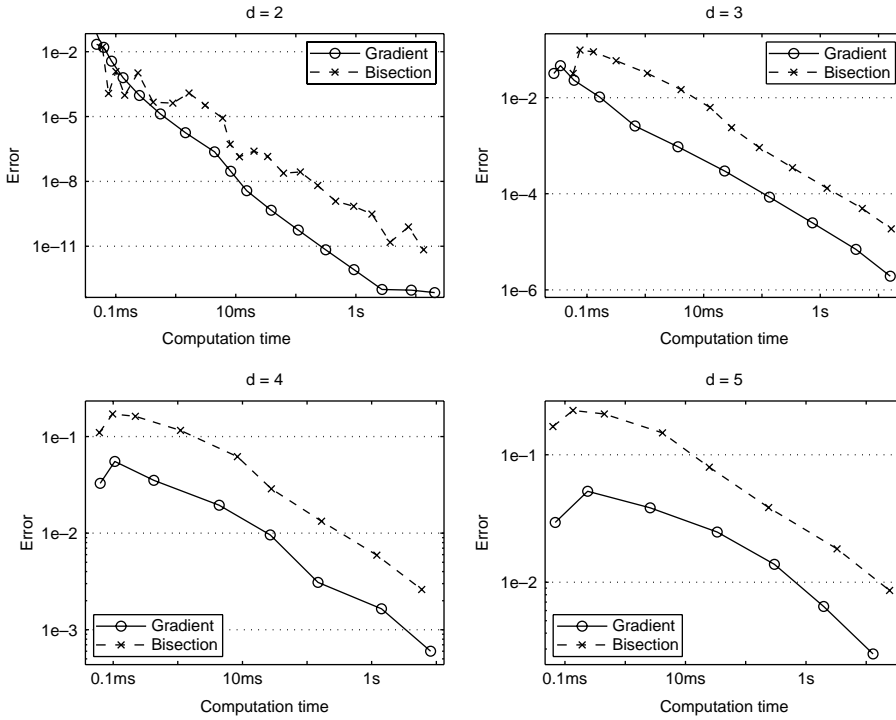 d = 2
1e−2
1e−5
1e−8
1e−11
Error
Gradient
Bisection
0.1ms
10ms
1s
Computation time
d = 3
1e−2
1e−4
1e−6
Error
Gradient
Bisection
0.1ms
10ms
1s
Computation time
d = 4
1e−1
1e−2
1e−3
Error
Gradient
Bisection
0.1ms
10ms
1s
Computation time
d = 5
1e−1
1e−2
Error
Gradient
Bisection
0.1ms
10ms
1s
Computation time